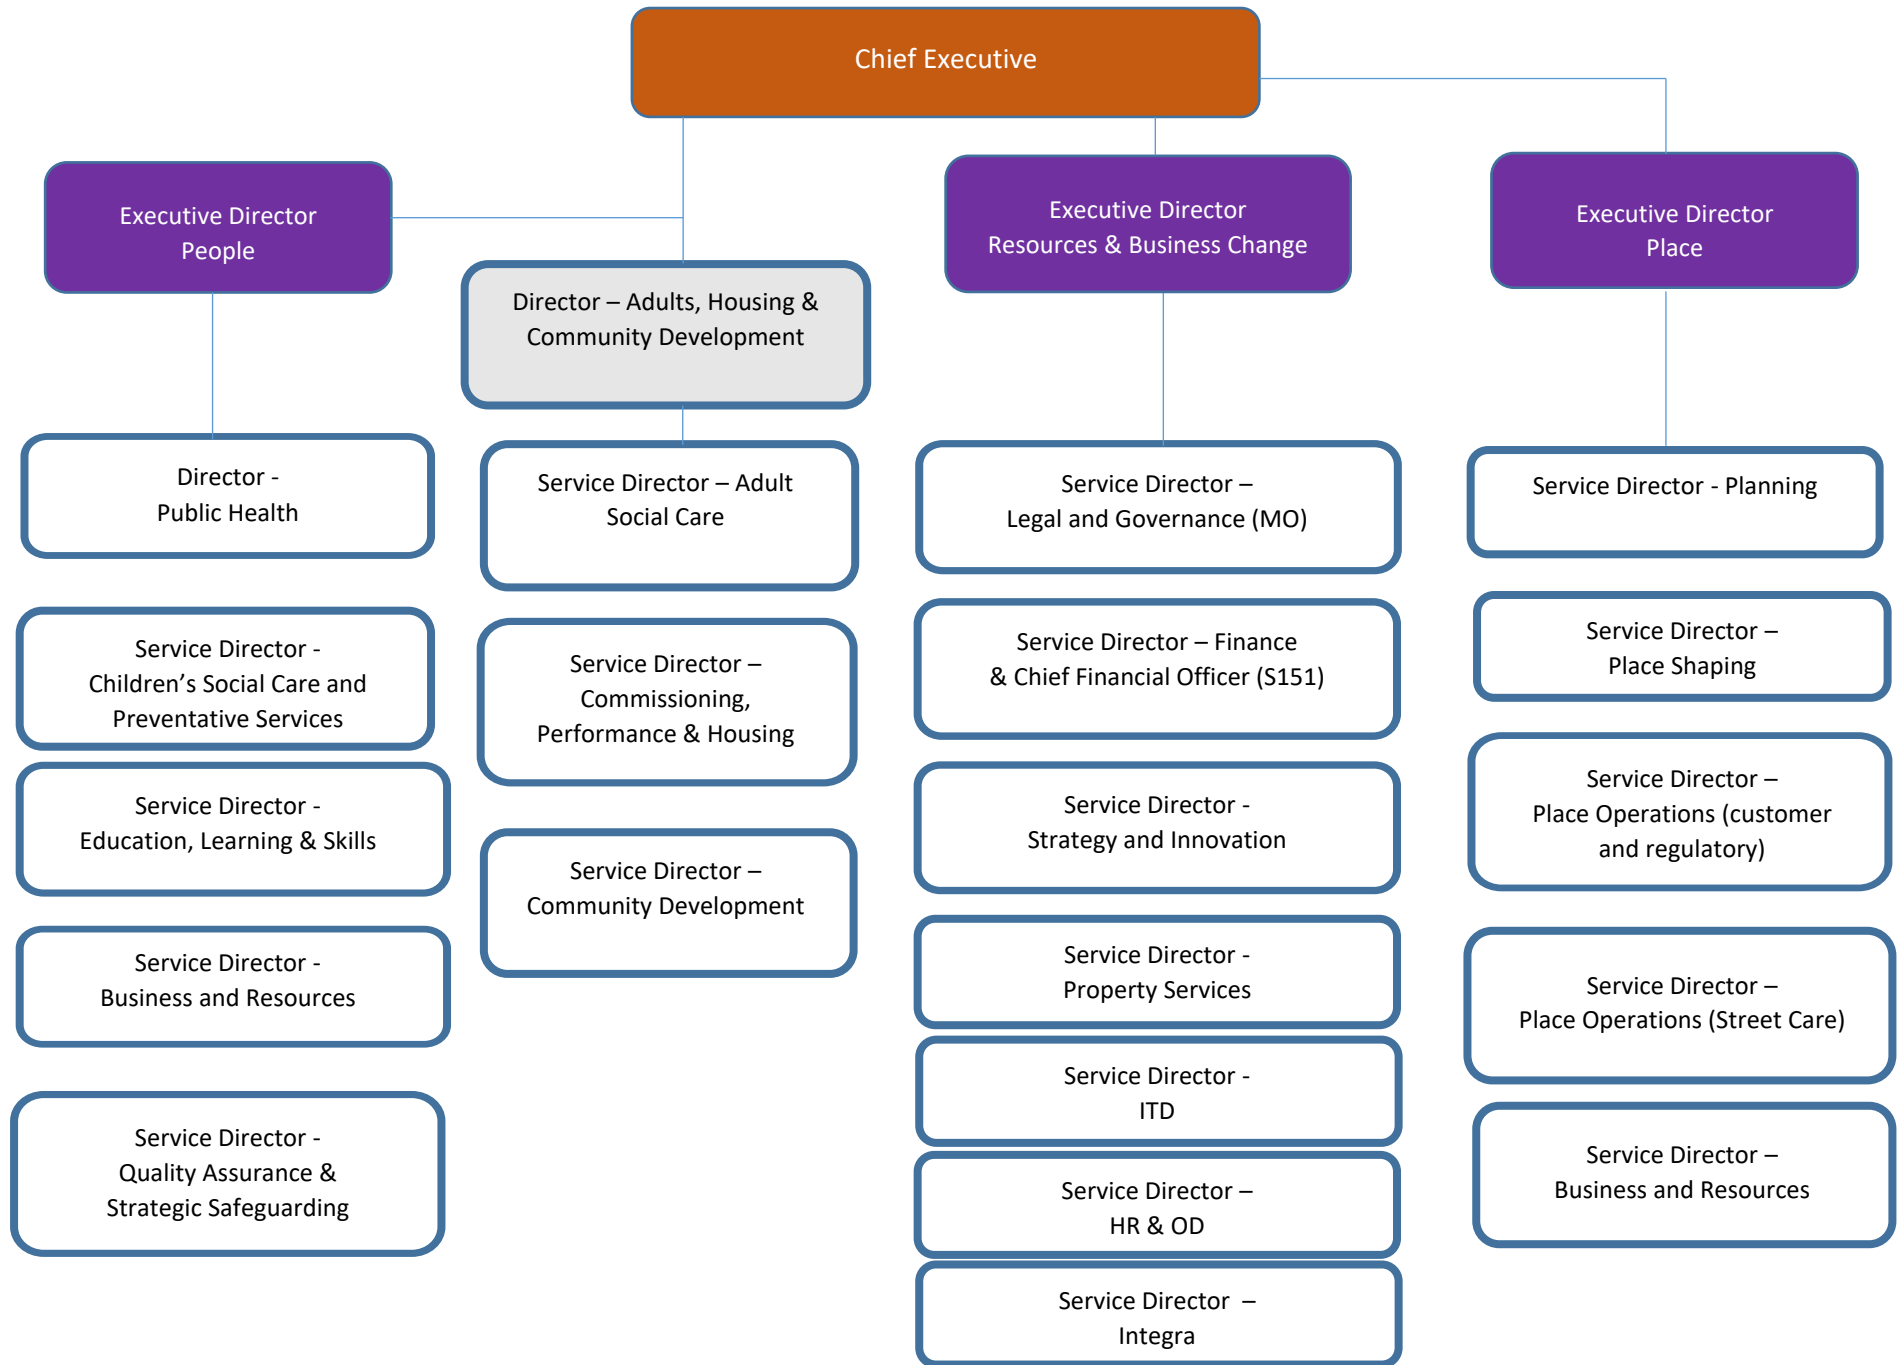 Chief Executive
Executive Director
People
Director – Adults, Housing &
Community Development
Executive Director
Resources & Business Change
Executive Director
Place
Director -
Public Health
Service Director -
Children’s Social Care and
Preventative Services
Service Director -
Education, Learning & Skills
Service Director -
Business and Resources
Service Director -
Quality Assurance &
Strategic Safeguarding
Service Director – Adult
Social Care
Service Director –
Commissioning,
Performance & Housing
Service Director –
Community Development
Service Director –
Legal and Governance (MO)
Service Director – Finance
& Chief Financial Officer (S151)
Service Director -
Strategy and Innovation
Service Director -
Property Services
Service Director -
ITD
Service Director –
HR & OD
Service Director –
Integra
Service Director - Planning
Service Director –
Place Shaping
Service Director –
Place Operations (customer
and regulatory)
Service Director –
Place Operations (Street Care)
Service Director –
Business and Resources